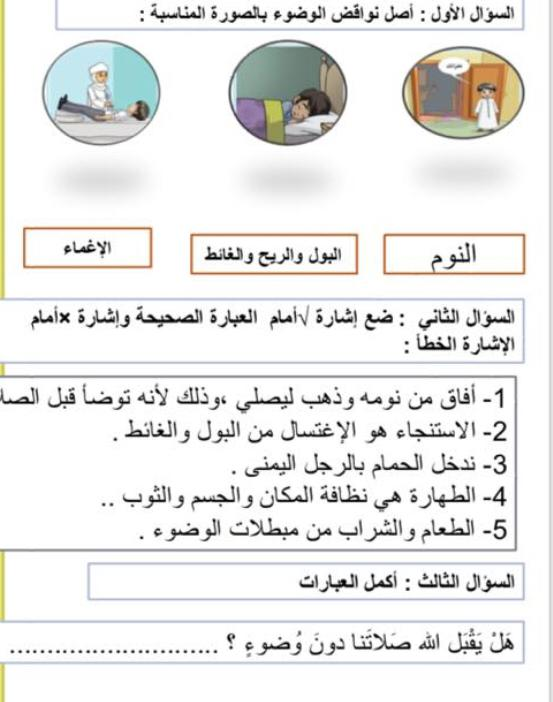 السؤال الأول : أصل نواقض الوضوء بالصورة المناسبة :
النوم
البول والريح والغائط
الإغماء
السؤال الثاني : ضع إشارة √ أمام العبارة الصحيحة وإشارة × أمام
الإشارة الخطأ :
1- أفاق من نومه وذهب ليصلي، وذلك لأنه توضأ قبل
2- الاستنجاء هو الإغتسال من البول والغائط .
3- ندخل الحمام بالرجل اليمنى .
4- الطهارة هي نظافة المكان والجسم والثوب ..
5- الطعام والشراب من مبطلات الوضوء .
السؤال الثالث : أكمل العبارات
هَلْ يَقْبَل الله صَلاتَنا دونَ وُضوءٍ ؟ .............................